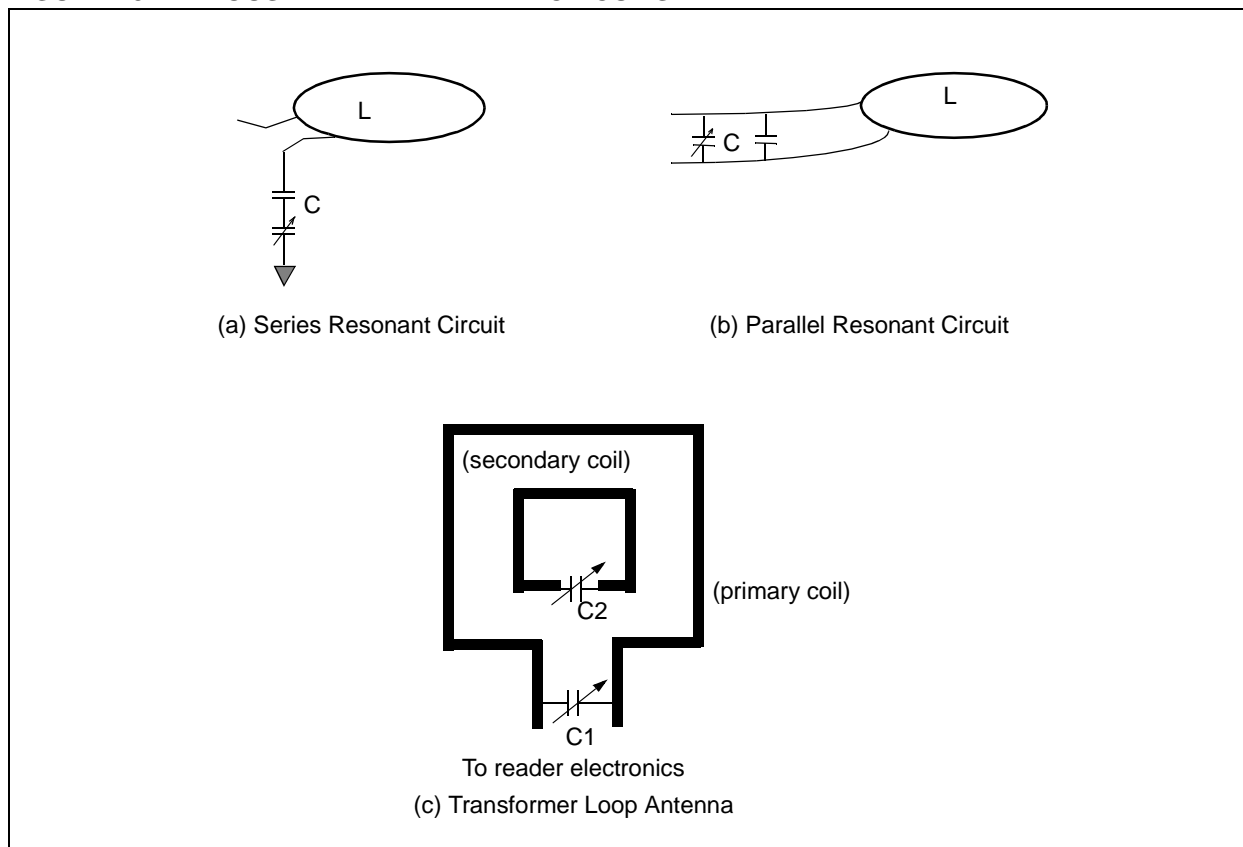 L
C
(a) Series Resonant Circuit
L
C
(b) Parallel Resonant Circuit
(secondary coil)
C2
(primary coil)
C1
To reader electronics
(c) Transformer Loop Antenna